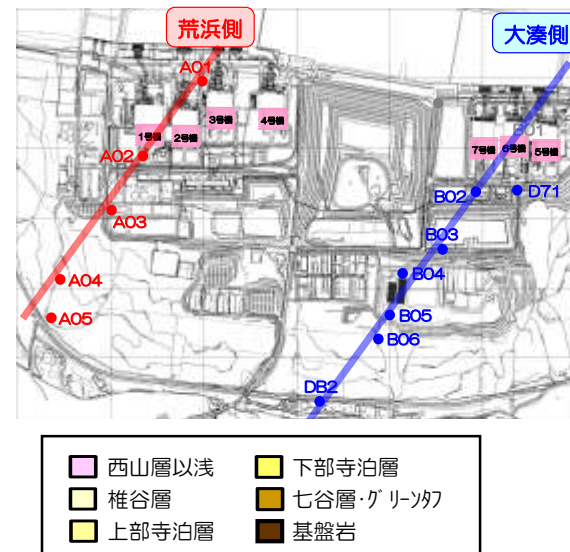 荒浜側
大湊側
A01
3号機
4号機
1号機
2号機
B01
7号機
6号機
5号機
A02
B02
D71
A03
B03
A04
B04
A05
B05
B06
DB2
西山層以浅
下部寺泊層
椎谷層
七谷層・グリーンタフ
上部寺泊層
基盤岩